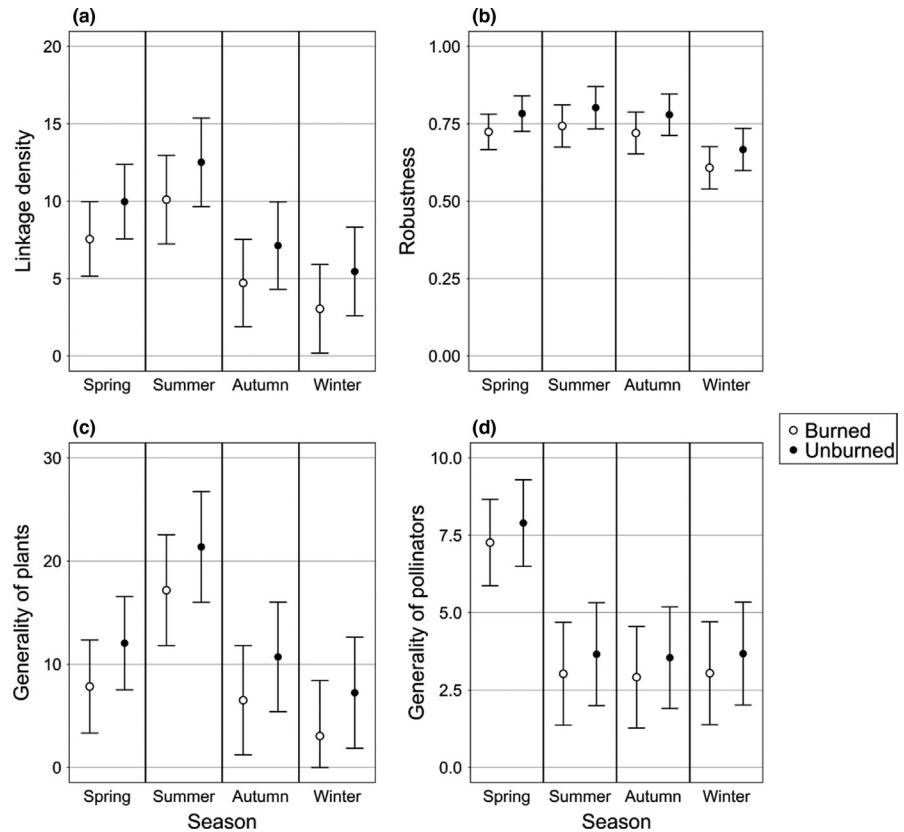 (a)
20
15
10
5
0
Linkage density
Spring Summer Autumn Winter
(b)
1.00
0.75
0.50
0.25
0.00
Robustness
Spring Summer Autumn Winter
(c)
30
20
10
0
Generality of plants
Spring Summer Autumn Winter
Season
(d)
10.0
7.5
5.0
2.5
0.0
Generality of pollinators
Spring Summer Autumn Winter
Season
Burned
Unburned